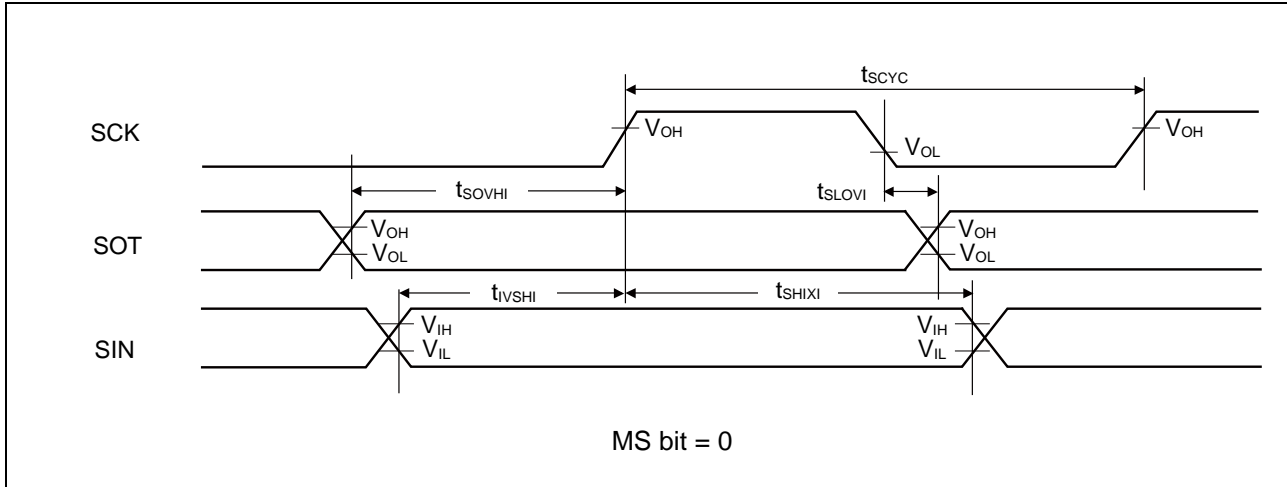 tSCYC
SCK
VOH
VOL
VOH
tSOVHI
tSLOVI
SOT
VOH
VOL
VOH
VOL
tIVSHI
tSHIXI
SIN
VIH
VIL
VIH
VIL
MS bit = 0